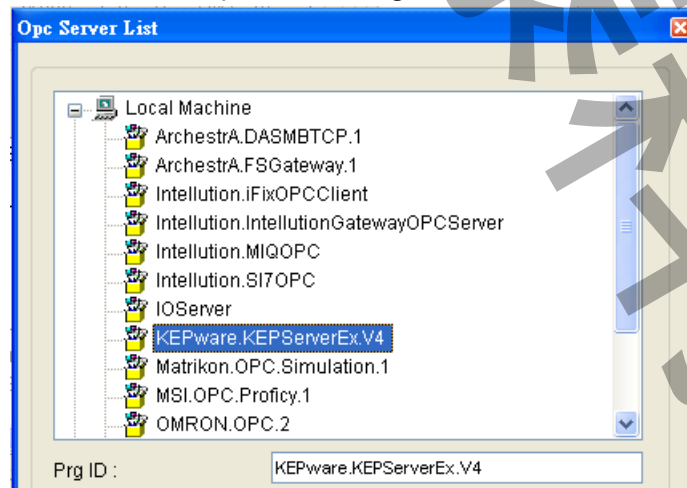 Opc Server List
Local Machine
ArchestrA.DASMBTCP.1
ArchestrA.FSGateway.1
Intellution.iFixOPCClient
Intellution.IntellutionGatewayOPCServer
Intellution.MIQOPC
Intellution.SI7OPC
IOServer
KEPware.KEPServerEx.V4
Matrikon.OPC.Simulation.1
MSI.OPC.Proficy.1
OMRON.OPC.2
Prg ID : KEPware.KEPServerEx.V4